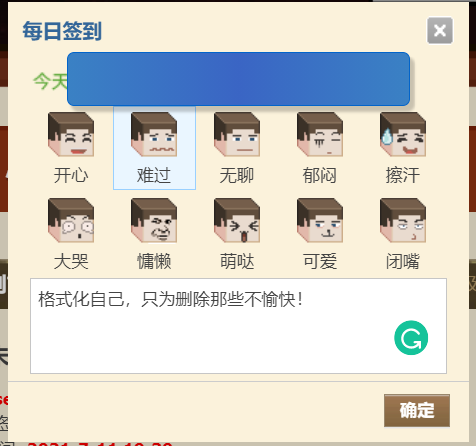 每日签到
今天
开心 难过 无聊 郁闷 擦汗
大哭 慵懒 萌哒 可爱 闭嘴
格式化自己，只为删除那些不愉快！
确定